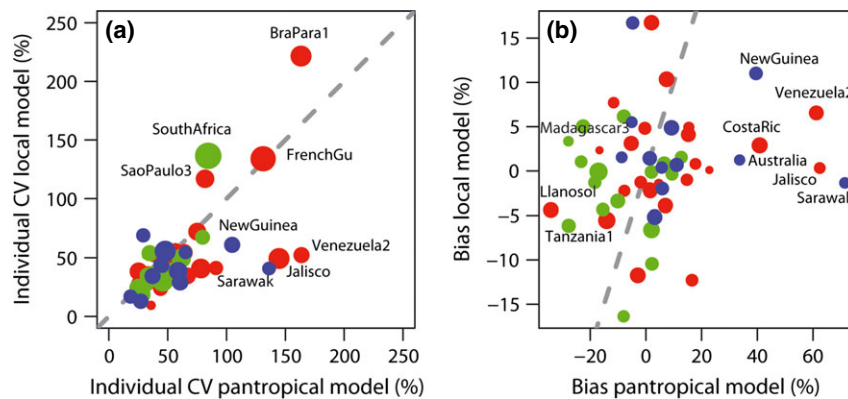 (a)
250
200
150
100
50
0
Individual CV local model (%)
BraPara1
SouthAfrica
FrenchGu
SaoPaulo3
NewGuinea
Venezuela2
Jalisco
Sarawak
0 50 100 150 200 250
Individual CV pantropical model (%)
(b)
15
10
5
0
−5
−10
−15
Bias local model (%)
NewGuinea
Venezuela2
Madagascar3
CostaRic
Australia
Jalisco
Llanosol
Sarawak
Tanzania1
−20 0 20 40 60
Bias pantropical model (%)